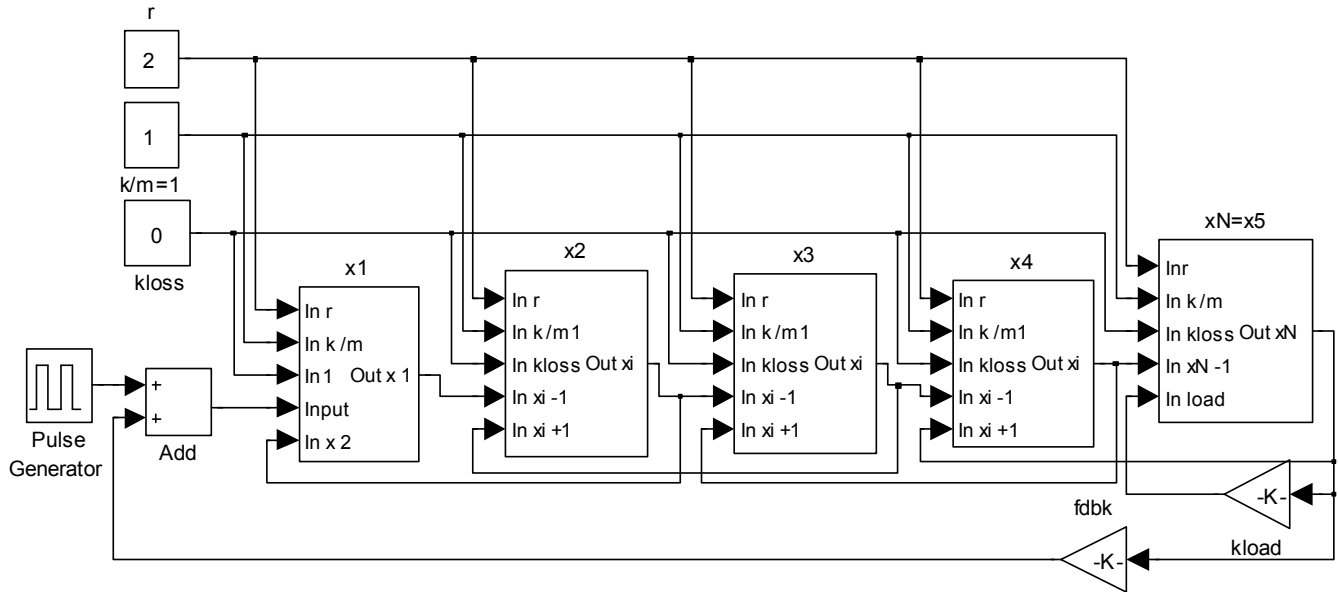 r
2
1
k/m=1
0
kloss
Pulse
Generator
+
+
Add
x1
In r
In k /m
In 1
Input
In x 2
Out x 1
x2
In r
In k /m1
In kloss
In xi -1
In xi +1
Out xi
x3
In r
In k /m1
In kloss
In xi -1
In xi +1
Out xi
x4
In r
In k /m1
In kloss
In xi -1
In xi +1
Out xi
xN=x5
Inr
In k /m
In kloss
In xN -1
In load
Out xN
-K-
kload
fdbk
-K-